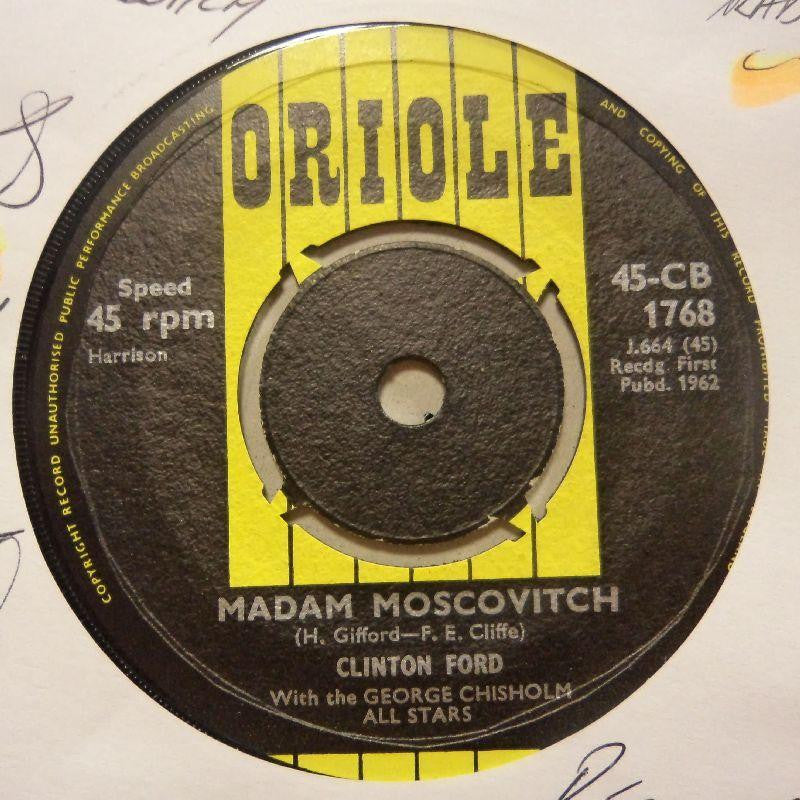 ORIOLE
COPYRIGHT RECORD UNAUTHORISED PUBLIC PERFORMANCE BROADCASTING
AND COPYING OF THIS RECORD PROHIBITED
Speed
45 rpm
Harrison
45-CB
1768
J.664 (45)
Recdg. First
Pubd. 1962
MADAM MOSCOVITCH
(H. Gifford—F. E. Cliffe)
CLINTON FORD
With the GEORGE CHISHOLM
ALL STARS